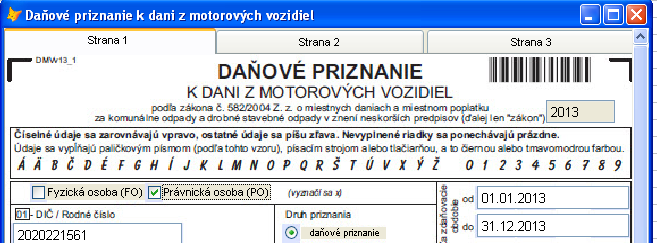 Daňové priznanie k dani z motorových vozidiel
Strana 1
Strana 2
Strana 3
DMVv13_1
DAŇOVÉ PRIZNANIE
K DANI Z MOTOROVÝCH VOZIDIEL
podľa zákona č. 582/2004 Z. z. o miestnych daniach a miestnom poplatku
za komunálne odpady a drobné stavebné odpady v znení neskorších predpisov (ďalej len "zákon")
2013
Číselné údaje sa zarovnávajú vpravo, ostatné údaje sa píšu zľava. Nevyplnené riadky sa ponechávajú prázdne.
Údaje sa vypĺňajú paličkovým písmom (podľa tohto vzoru), písacím strojom alebo tlačiarňou, a to čiernou alebo tmavomodrou farbou.
Á Ä B Č D É F G H Í J K L M N O P Q R Š T Ú V X Ý Ž 0 1 2 3 4 5 6 7 8 9
Fyzická osoba (FO)
Právnická osoba (PO)
(vyznačí sa x)
za zdaňovacie
obdobie
od 01.01.2013
do 31.12.2013
01 - DIČ / Rodné číslo
2020221561
Druh priznania
daňové priznanie